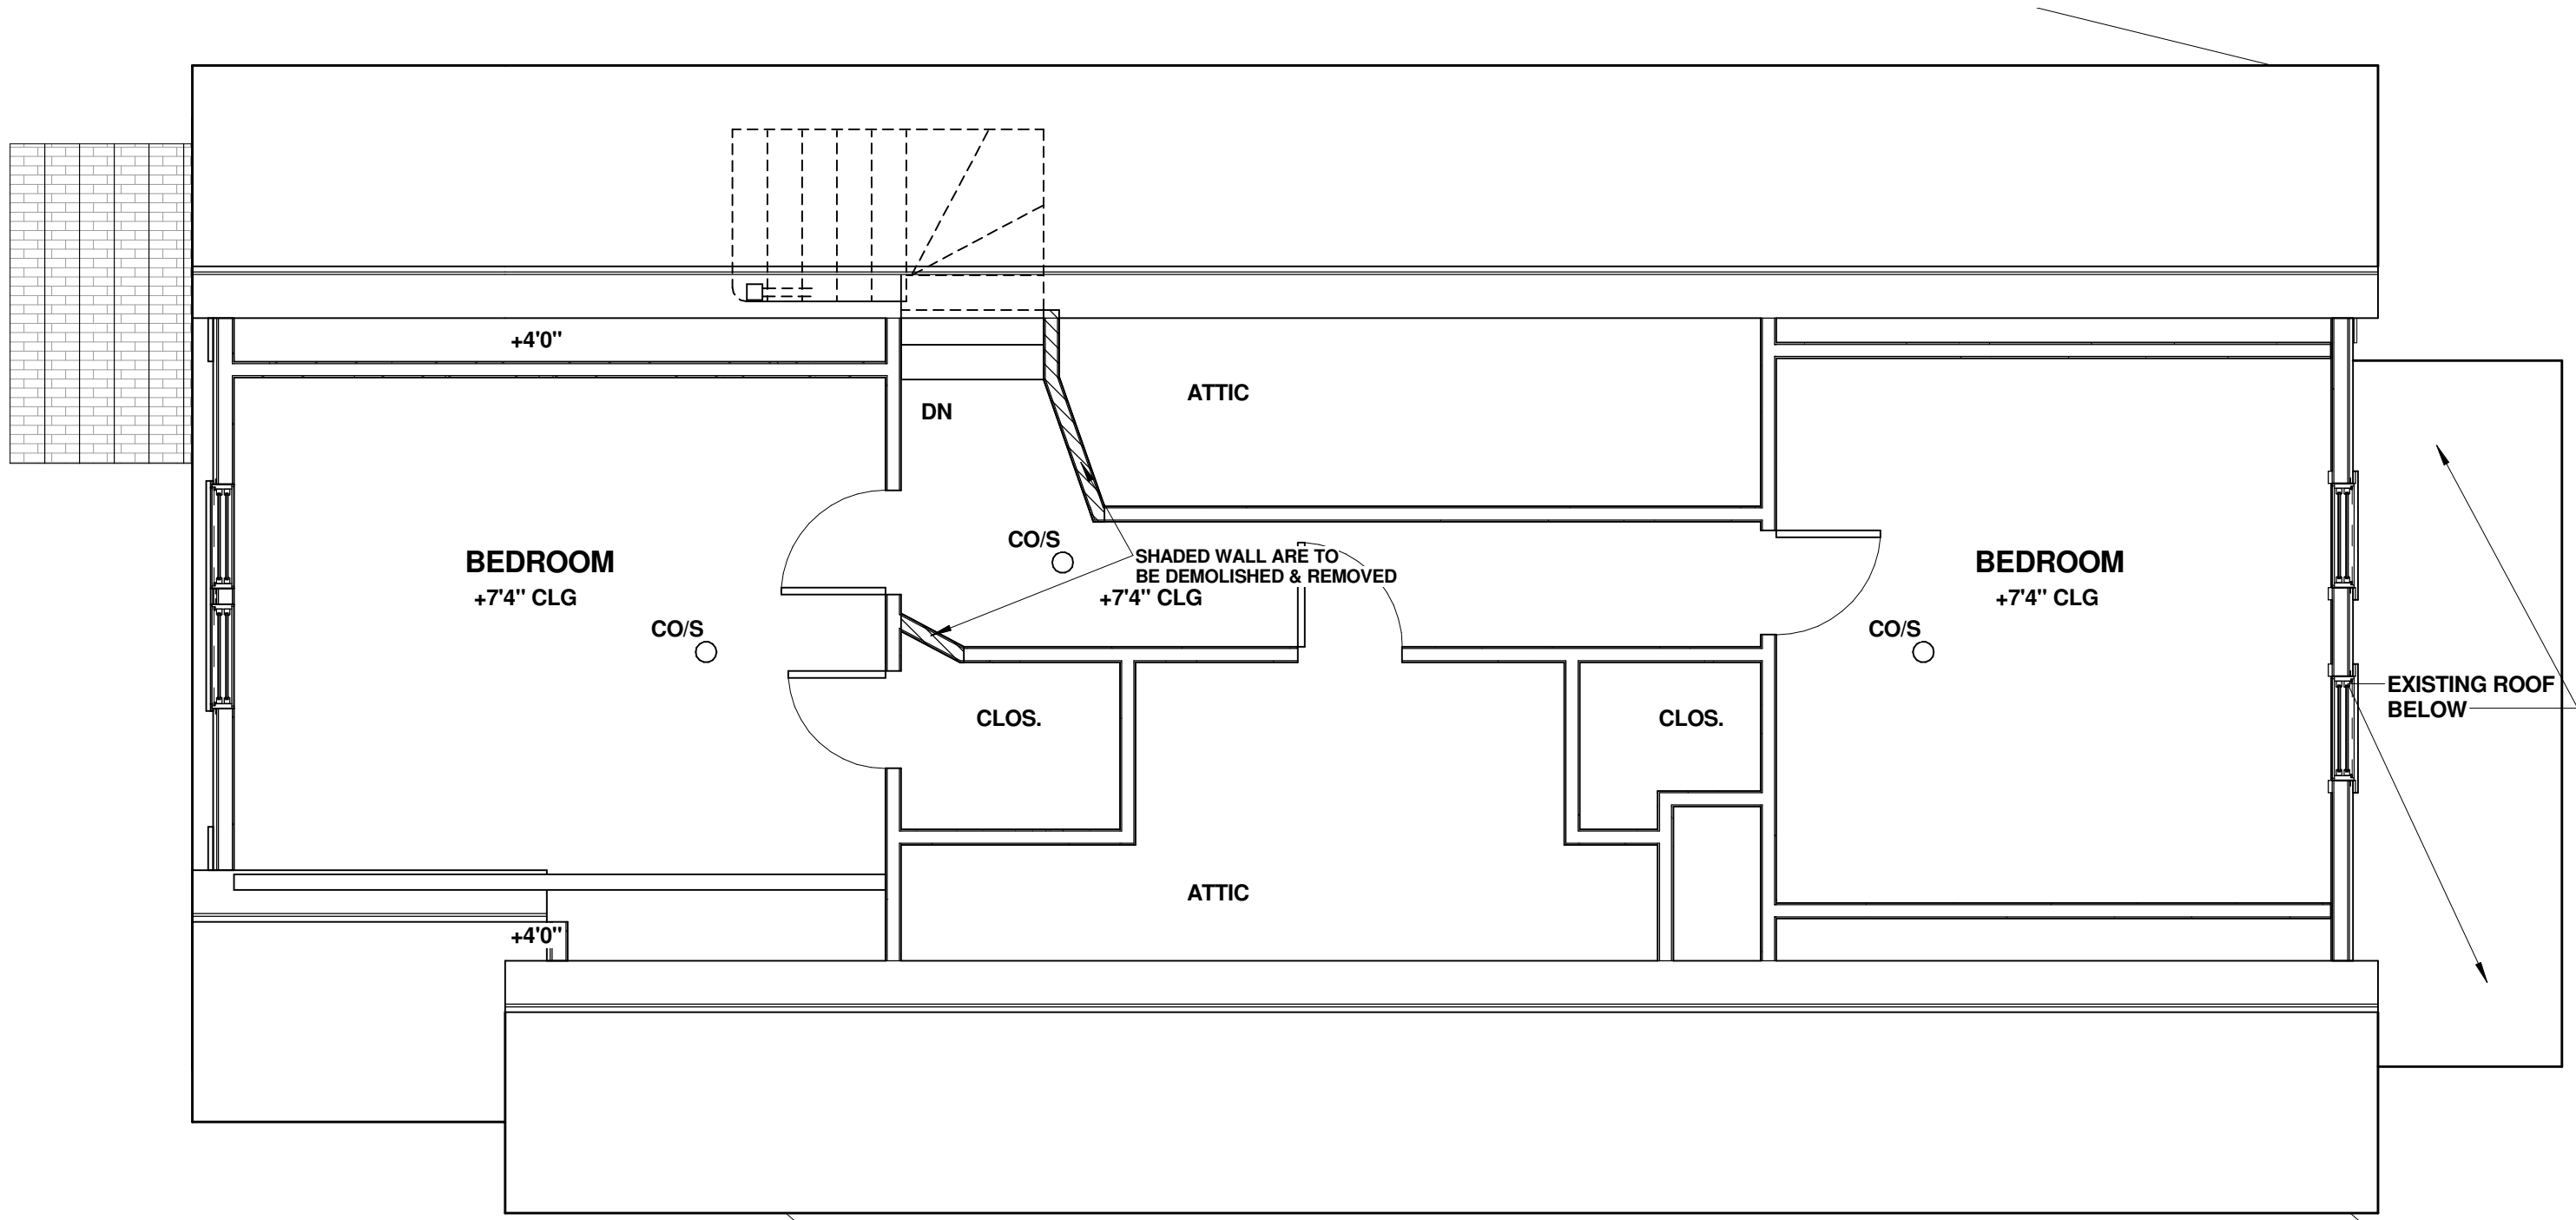 +4'0"
ATTIC
DN
CO/S
SHADED WALL ARE TO
BE DEMOLISHED & REMOVED
+7'4" CLG
BEDROOM
+7'4" CLG
CO/S
BEDROOM
+7'4" CLG
CO/S
EXISTING ROOF
BELOW
CLOS.
CLOS.
ATTIC
+4'0"